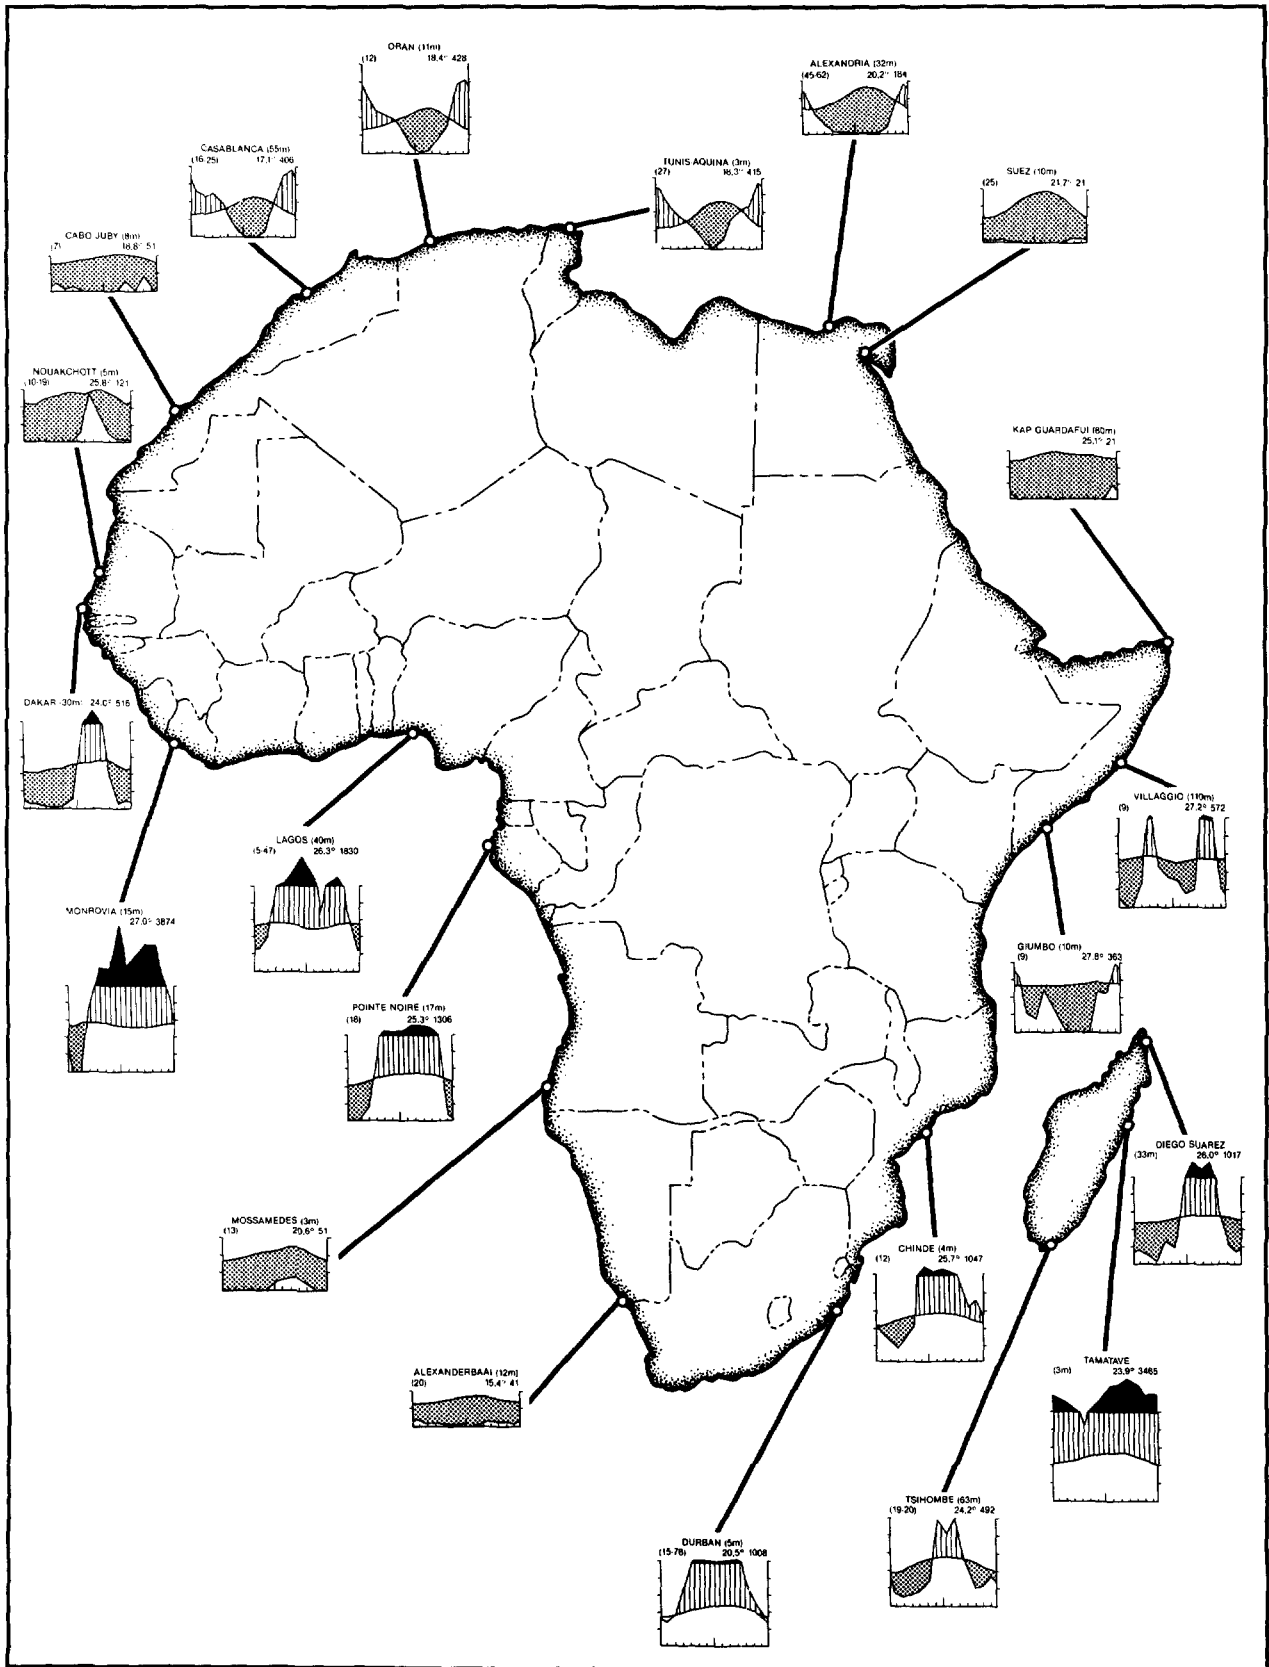 ORAN (11m)
(12) 18.4° 428
ALEXANDRIA (32m)
(45-62) 20,2° 184
CASABLANCA (55m)
(16-25) 17,1° 406
TUNIS AQUINA (3m)
(27) 18,3° 415
SUEZ (10m)
(25) 21.7° 21
CABO JUBY (8m)
(7) 18,8° 51
NOUAKCHOTT (5m)
(10-19) 25,8° 121
KAP GUARDAFUI (80m)
25,1° 21
DAKAR (30m) 24.0° 516
VILLAGGIO (110m)
(9) 27.2° 572
LAGOS (40m)
(5-47) 26.3° 1830
MONROVIA (15m)
27.0° 3874
GIUMBO (10m)
(9) 27.8° 363
POINTE NOIRE (17m)
(18) 25.3° 1306
DIEGO SUAREZ
(33m) 26.0° 1017
MOSSAMEDES (3m)
(13) 20,6° 51
CHINDE (4m)
(12) 25.7° 1047
ALEXANDERBAAI (12m)
(20) 15.4° 41
TAMATAVE
(3m) 23,9° 3465
TSIHOMBE (63m)
(19-20) 24,2° 492
DURBAN (5m)
(15-78) 20,5° 1008